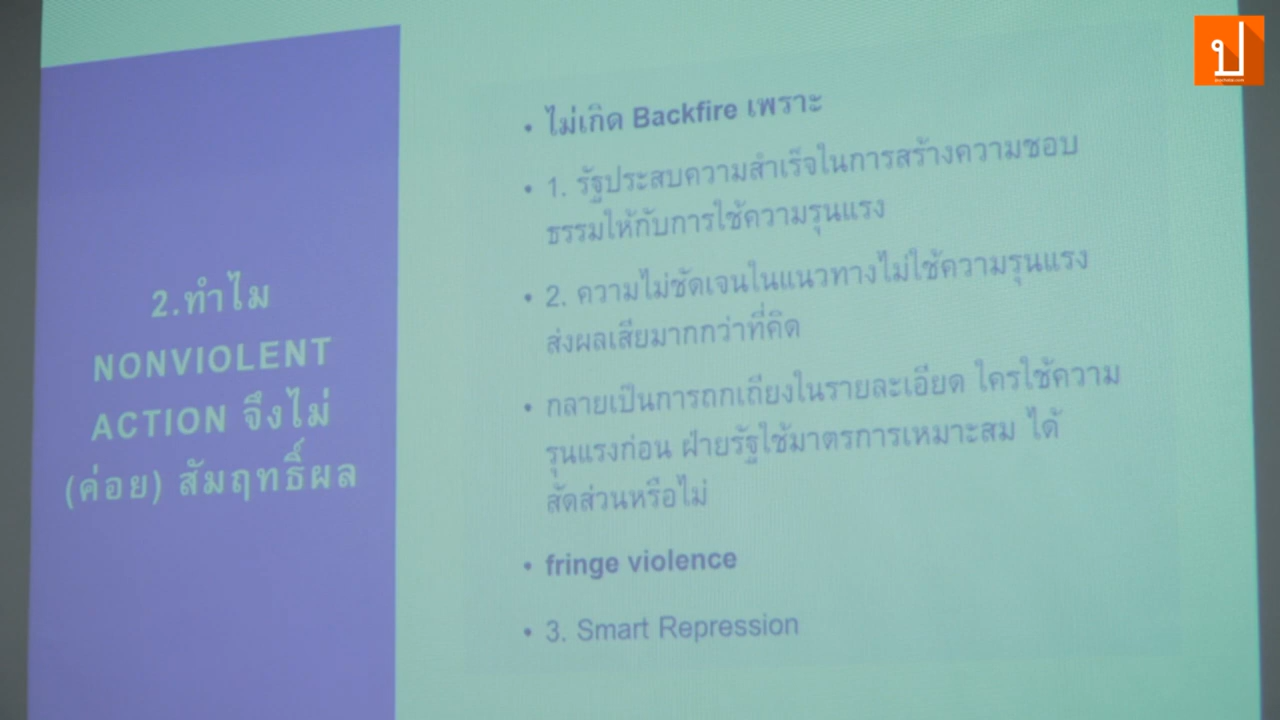 2.ทำไม
NONVIOLENT
ACTION จึงไม่
(ค่อย) สัมฤทธิ์ผล
• ไม่เกิด Backfire เพราะ
• 1. รัฐประสบความสำเร็จในการสร้างความชอบ
ธรรมให้กับการใช้ความรุนแรง
• 2. ความไม่ชัดเจนในแนวทางไม่ใช้ความรุนแรง
ส่งผลเสียมากกว่าที่คิด
• กลายเป็นการถกเถียงในรายละเอียด ใครใช้ความ
รุนแรงก่อน ฝ่ายรัฐใช้มาตรการเหมาะสม ได้
สัดส่วนหรือไม่
• fringe violence
• 3. Smart Repression
ป